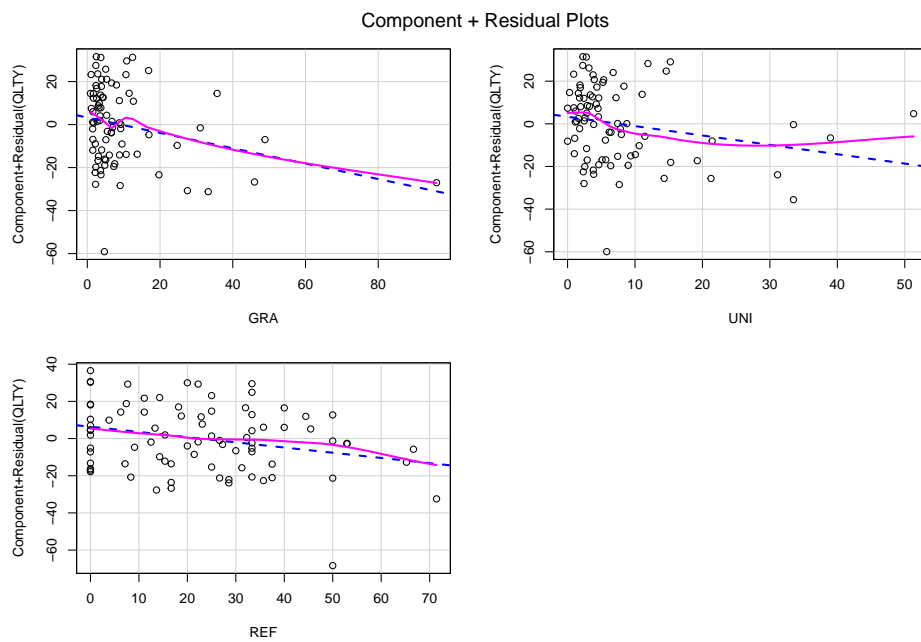 Component + Residual Plots
Component+Residual(QLTY)
20
0
−20
−40
−60
0 20 40 60 80
GRA
Component+Residual(QLTY)
20
0
−20
−40
−60
0 10 20 30 40 50
UNI
Component+Residual(QLTY)
40
20
0
−20
−40
−60
0 10 20 30 40 50 60 70
REF